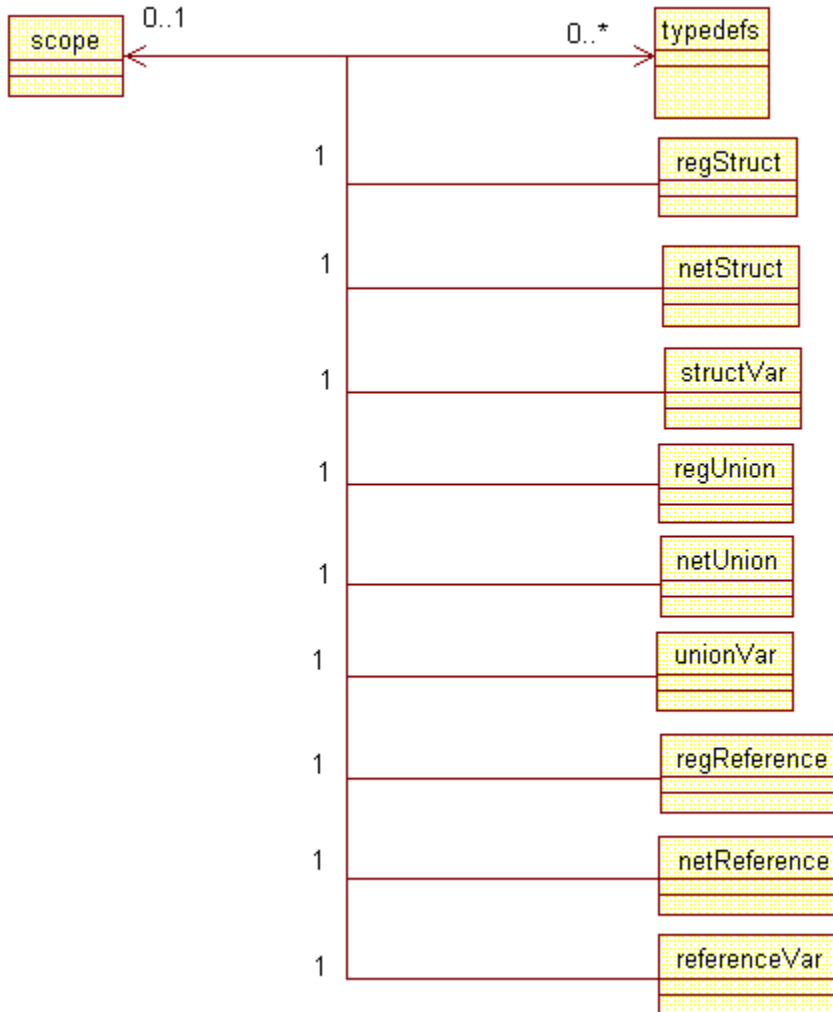 0..1
0..*
scope
typedefs
1
regStruct
1
netStruct
1
structVar
1
regUnion
1
netUnion
1
unionVar
1
regReference
1
netReference
1
referenceVar